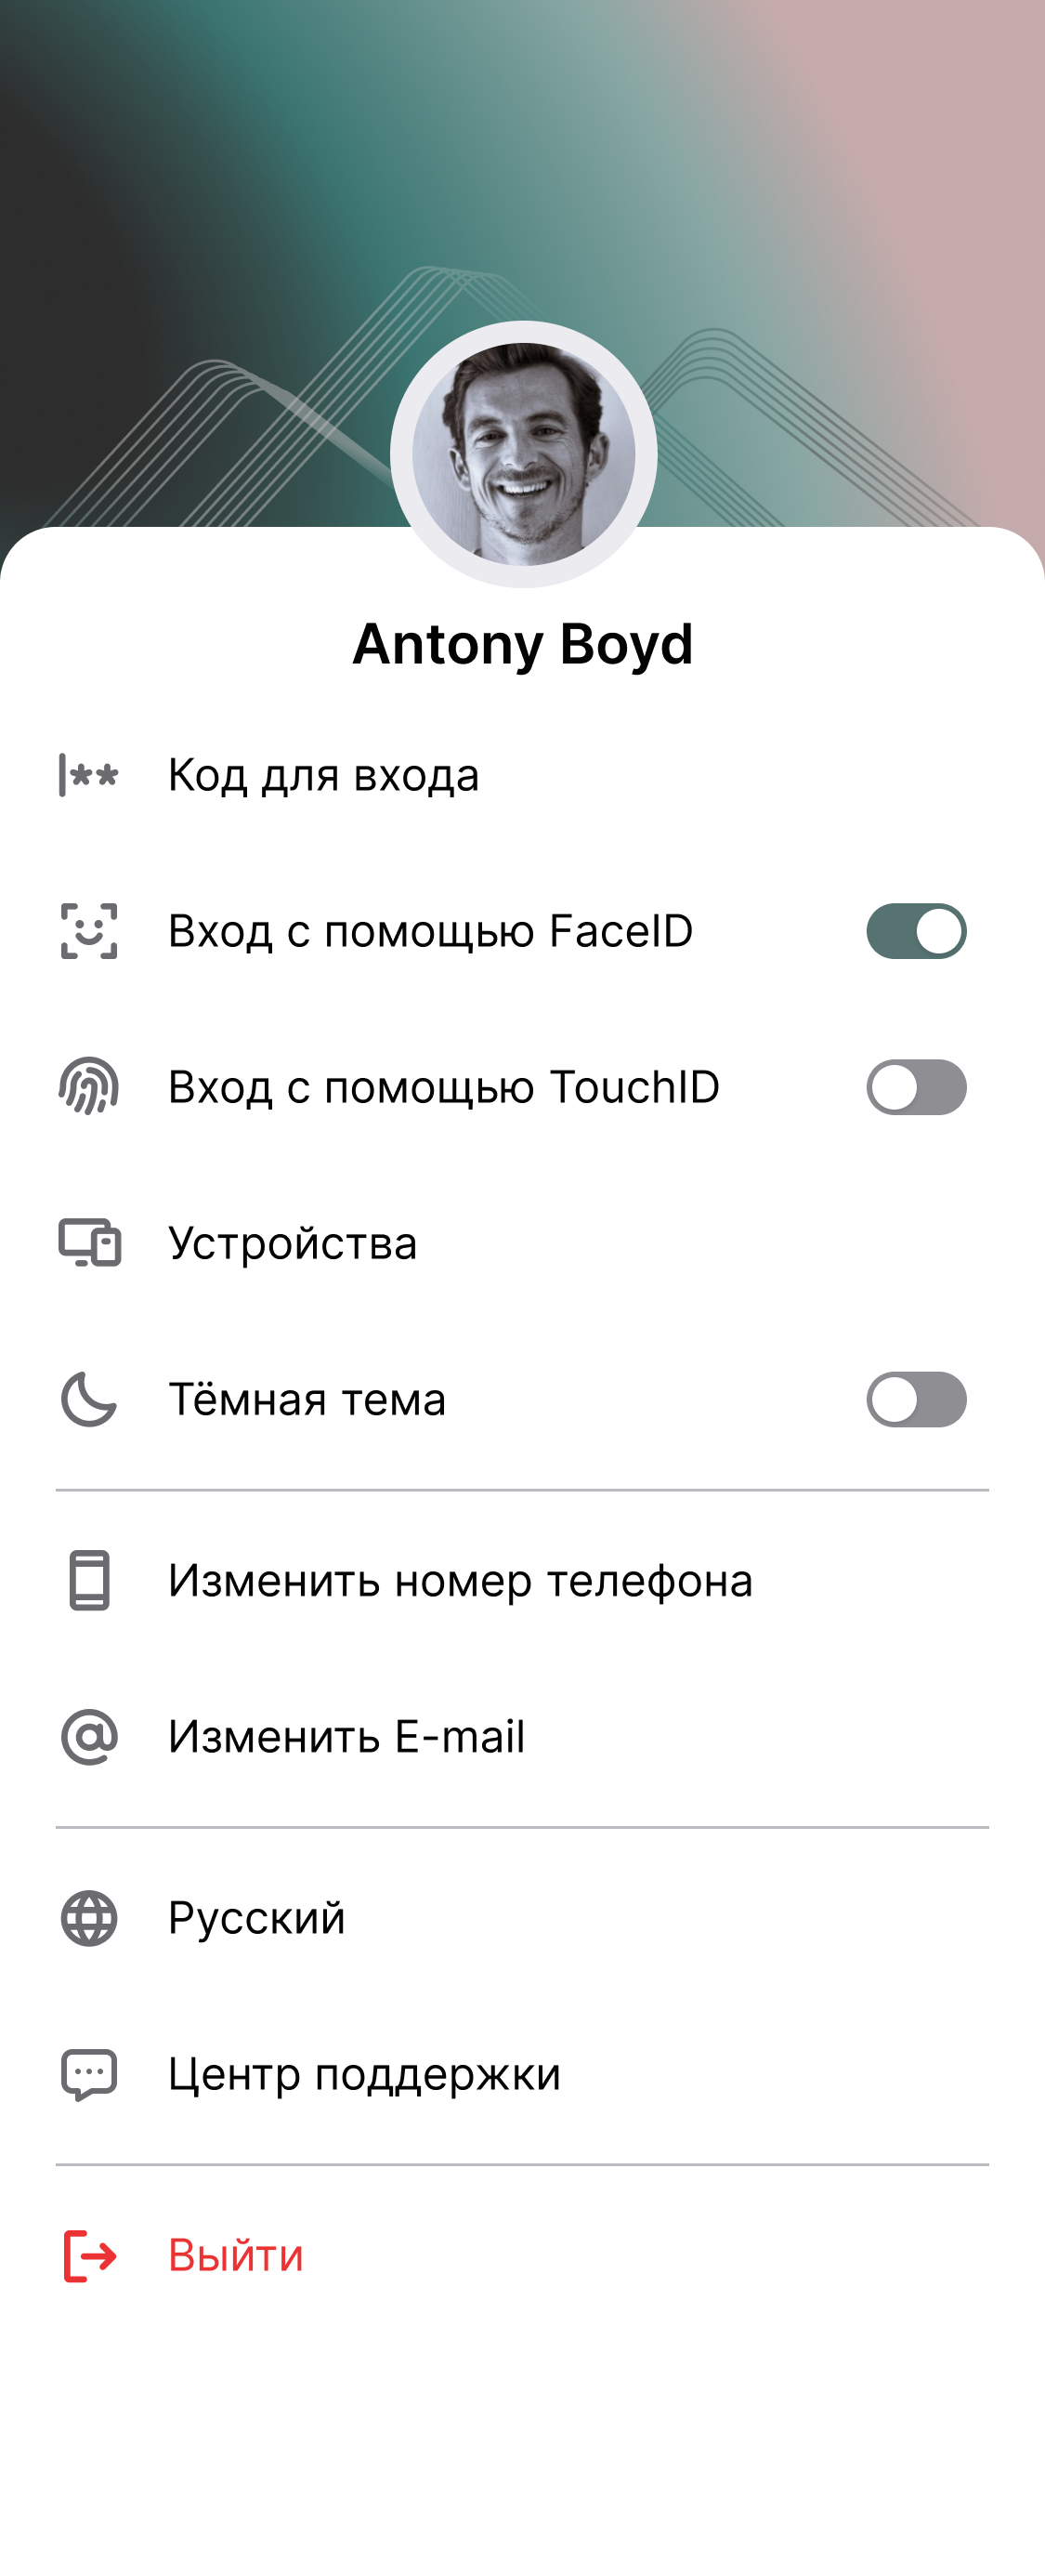 Antony Boyd
Код для входа
Вход с помощью FaceID
Вход с помощью TouchID
Устройства
Тёмная тема
Изменить номер телефона
Изменить E-mail
Русский
Центр поддержки
Выйти